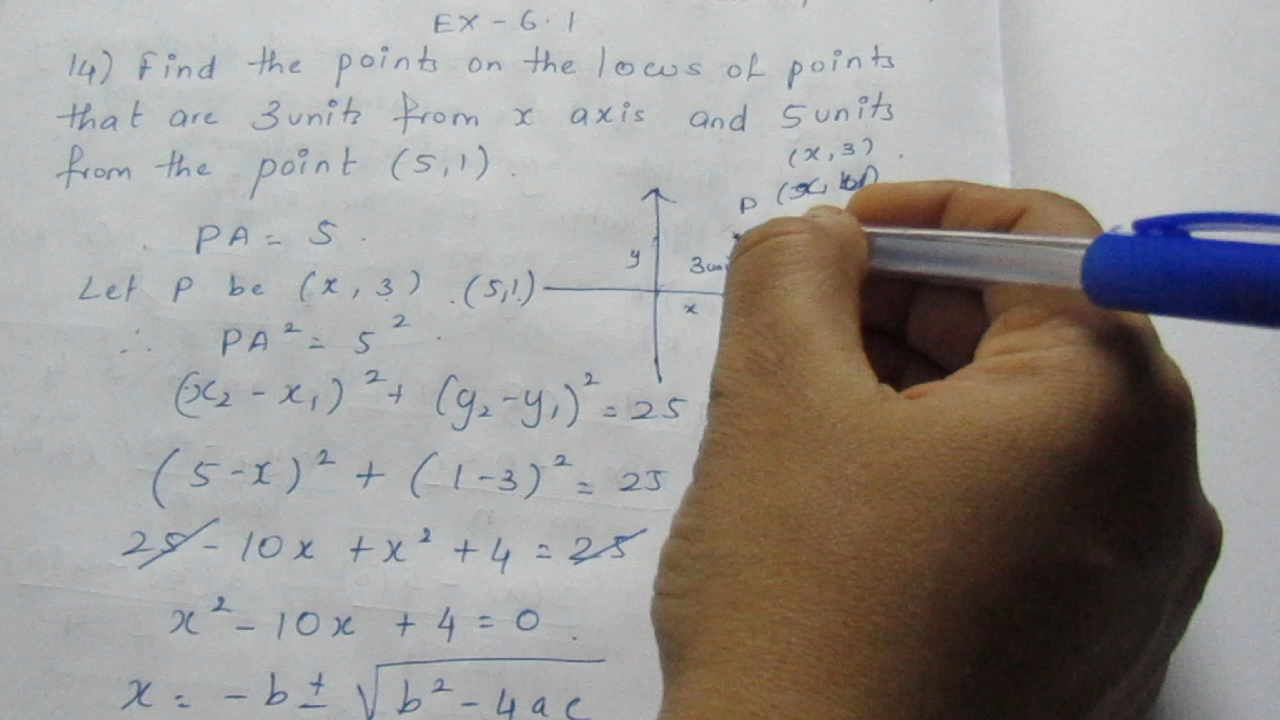 EX - 6.1
14) Find the points on the locus of points
that are 3 units from x axis and 5 units
from the point (5,1).
(x, 3)
P
PA = 5.
y
3
Let P be (x, 3) . (5,1)
x
∴ PA² = 5².
(x₂ - x₁)² + (y₂-y₁)² = 25
(5-x)² + (1-3)² = 25
25 - 10x + x² + 4 = 25
x² - 10x + 4 = 0.
x = -b ± √b² - 4ac